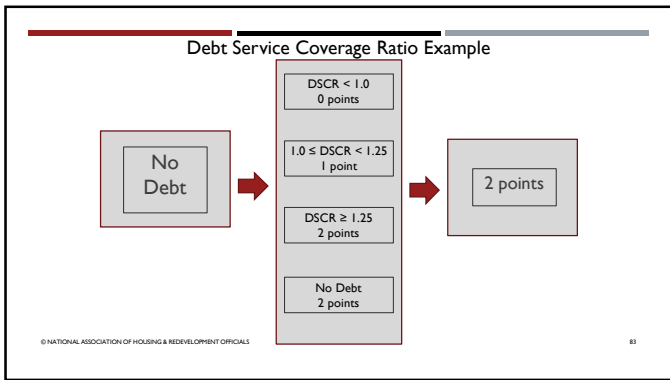 Debt Service Coverage Ratio Example
No
Debt
DSCR < 1.0
0 points
1.0 ≤ DSCR < 1.25
1 point
DSCR ≥ 1.25
2 points
No Debt
2 points
2 points
© NATIONAL ASSOCIATION OF HOUSING & REDEVELOPMENT OFFICIALS
83